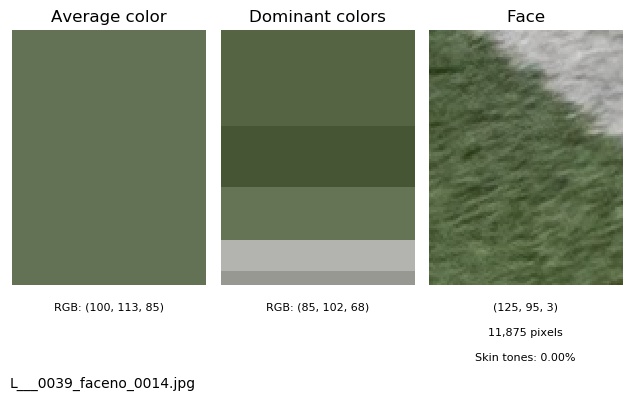 Average color
Dominant colors
Face
RGB: (100, 113, 85)
RGB: (85, 102, 68)
(125, 95, 3)
11,875 pixels
Skin tones: 0.00%
L___0039_faceno_0014.jpg